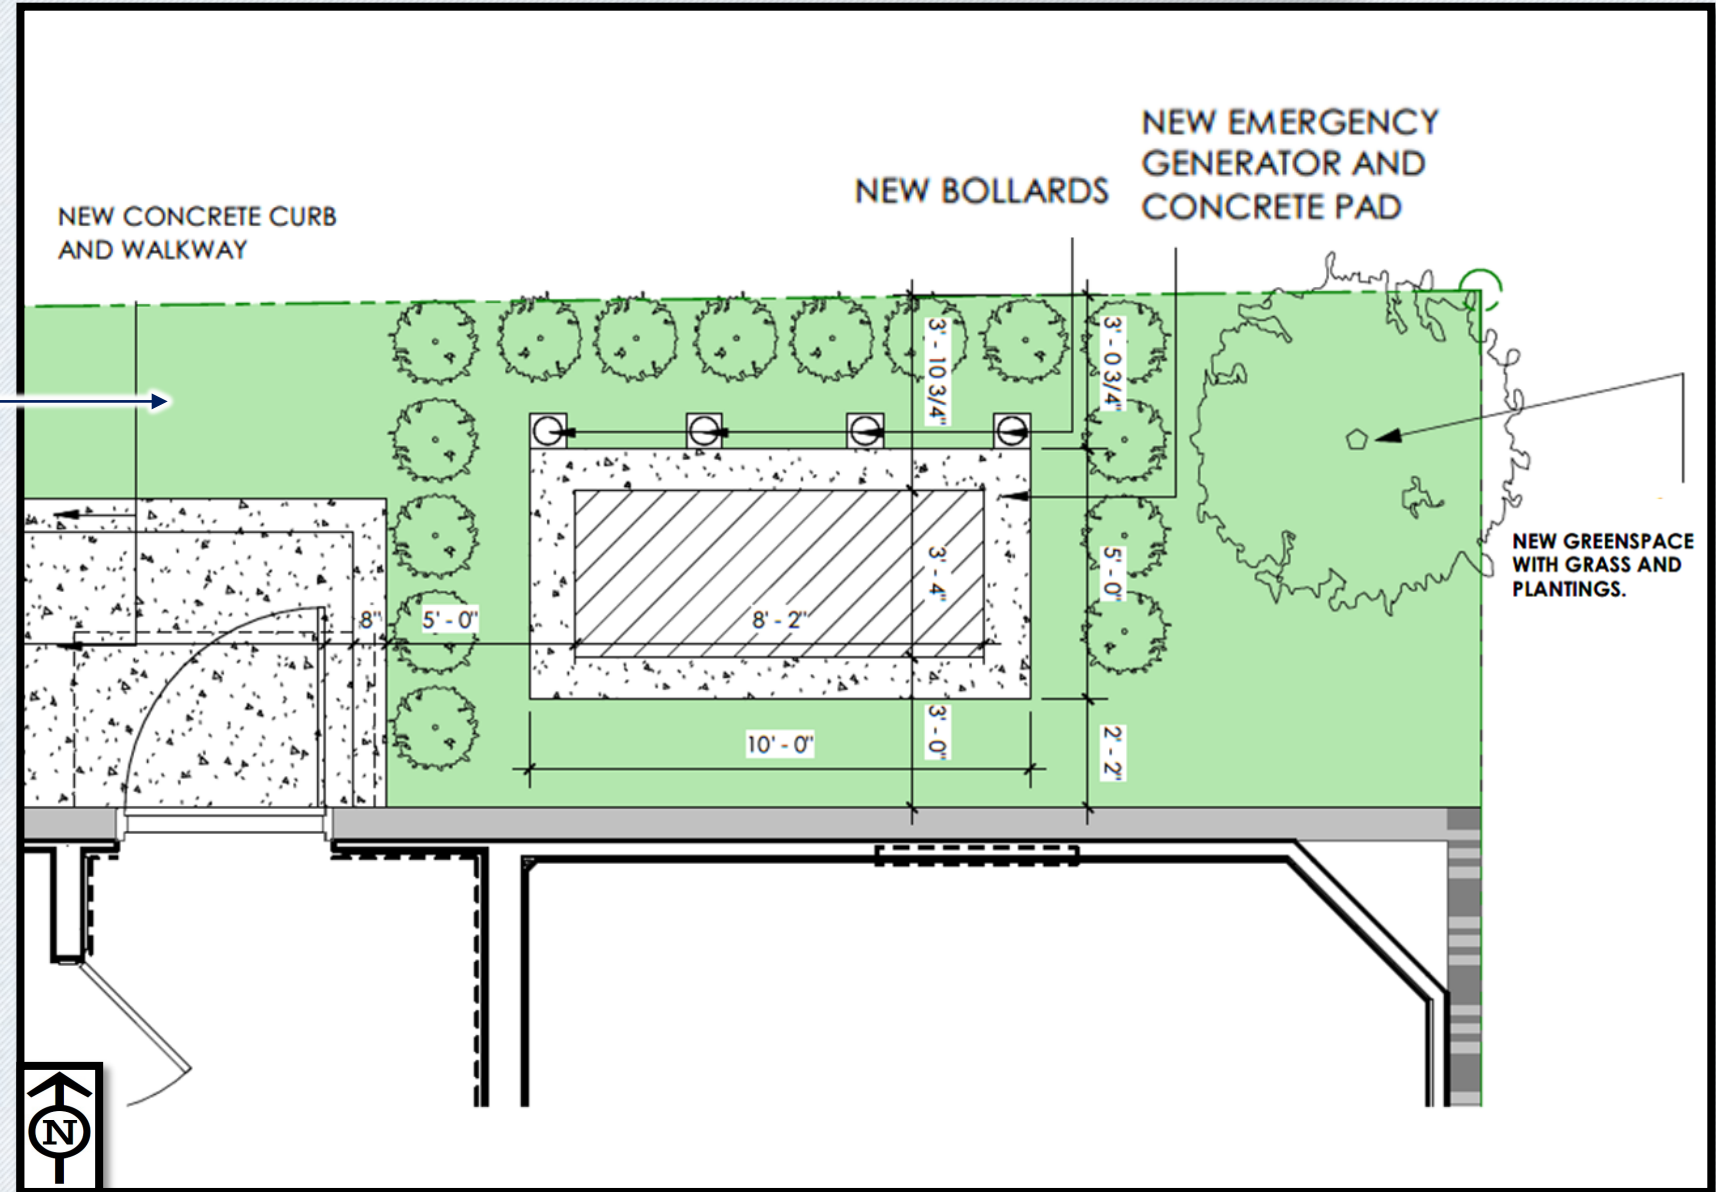 NEW EMERGENCY
GENERATOR AND
CONCRETE PAD
NEW BOLLARDS
NEW CONCRETE CURB
AND WALKWAY
3' - 10 3/4"
3' - 0 3/4"
NEW GREENSPACE
WITH GRASS AND
PLANTINGS.
3' - 4"
5' - 0"
8"
5' - 0"
8' - 2"
10' - 0"
3' - 0"
2' - 2"
N